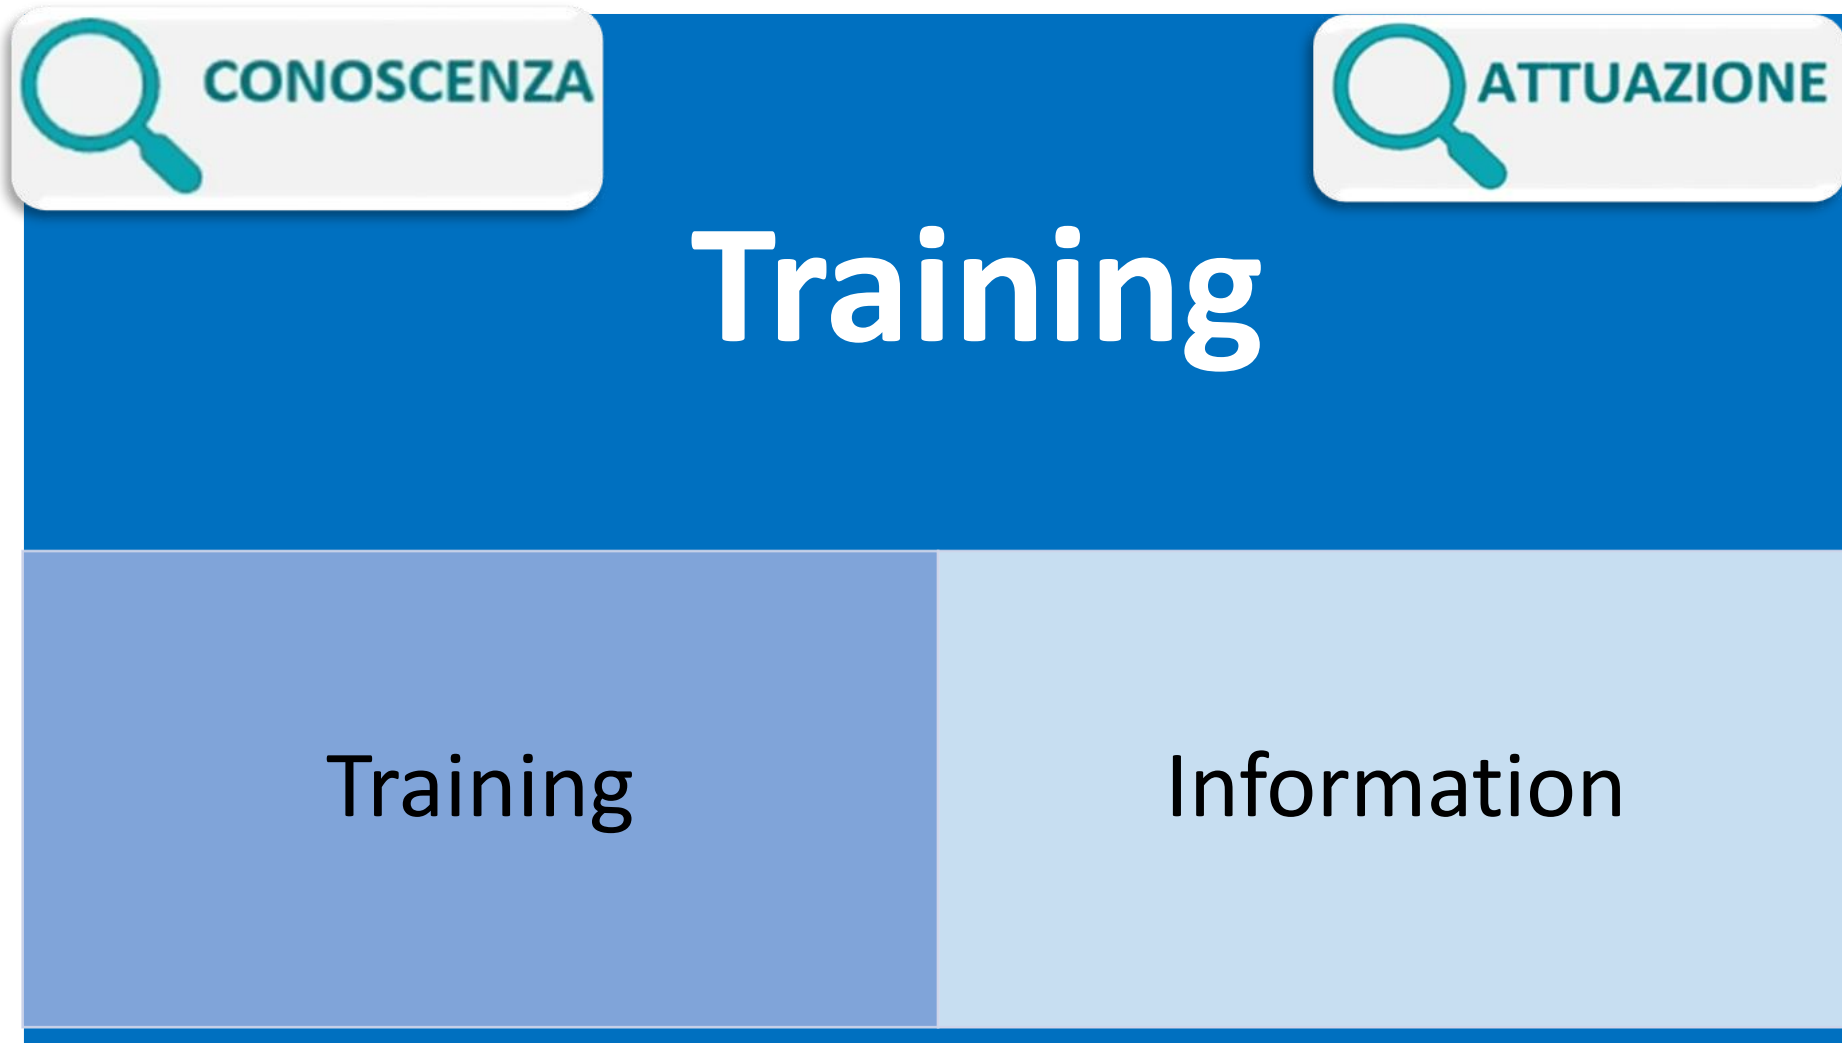 CONOSCENZA
ATTUAZIONE
Training
Training
Information